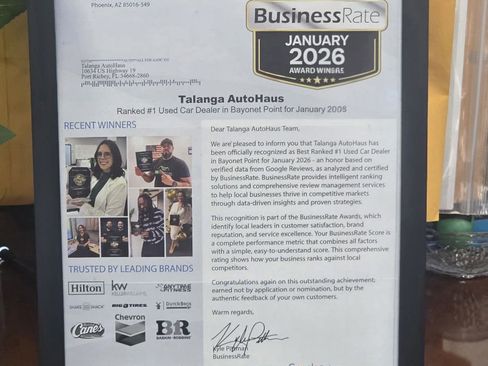 Phoenix, AZ 85016-549
BusinessRate
JANUARY
2026
AWARD WINNERS
Talanga AutoHaus
10634 US Highway 19
Port Richey, FL 34668-2860
Talanga AutoHaus
Ranked #1 Used Car Dealer in Bayonet Point for January 2006
RECENT WINNERS
TRUSTED BY LEADING BRANDS
Hilton
kw
KELLERWILLIAMS
ANYTIME
SHAKE SHACK
BIG O TIRES
DutchBros
Cane's
Chevron
BR
BASKIN ROBBINS
Dear Talanga AutoHaus Team,
We are pleased to inform you that Talanga AutoHaus has
been officially recognized as Best Ranked #1 Used Car Dealer
in Bayonet Point for January 2026 - an honor based on
verified data from Google Reviews, as analyzed and certified
by BusinessRate. BusinessRate provides intelligent ranking
solutions and comprehensive review management services to
help local businesses thrive in competitive markets
through data-driven insights and proven strategies.
This recognition is part of the BusinessRate Awards, which
identify local leaders in customer satisfaction, brand
reputation, and service excellence. Your BusinessRate Score is
a complete performance metric that combines all factors
with a simple, easy-to-understand score. This competitive
rating shows how your business ranks against local
competitors.
Congratulations again on this outstanding achievement;
earned not by application or nomination, but by the
authentic feedback of your own customers.
Warm regards,
Kyle Pittman
BusinessRate